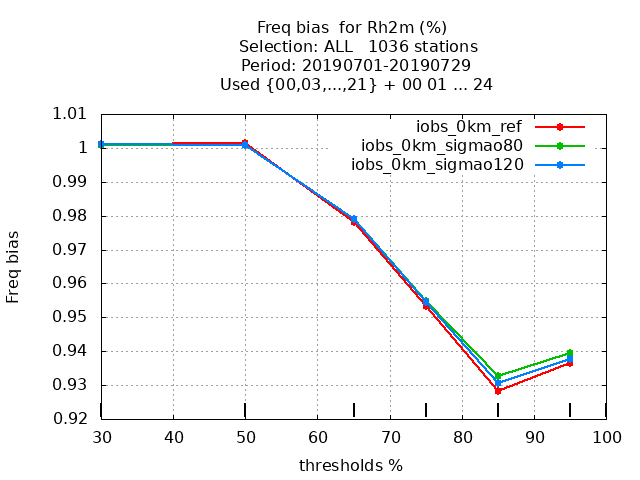 Freq bias  for Rh2m (%)
Selection: ALL   1036 stations
Period: 20190701-20190729
Used {00,03,...,21} + 00 01 ... 24
1.01
1
0.99
0.98
0.97
0.96
0.95
0.94
0.93
0.92
Freq bias
iobs_0km_ref
iobs_0km_sigmao80
iobs_0km_sigmao120
30 40 50 60 70 80 90 100
thresholds %